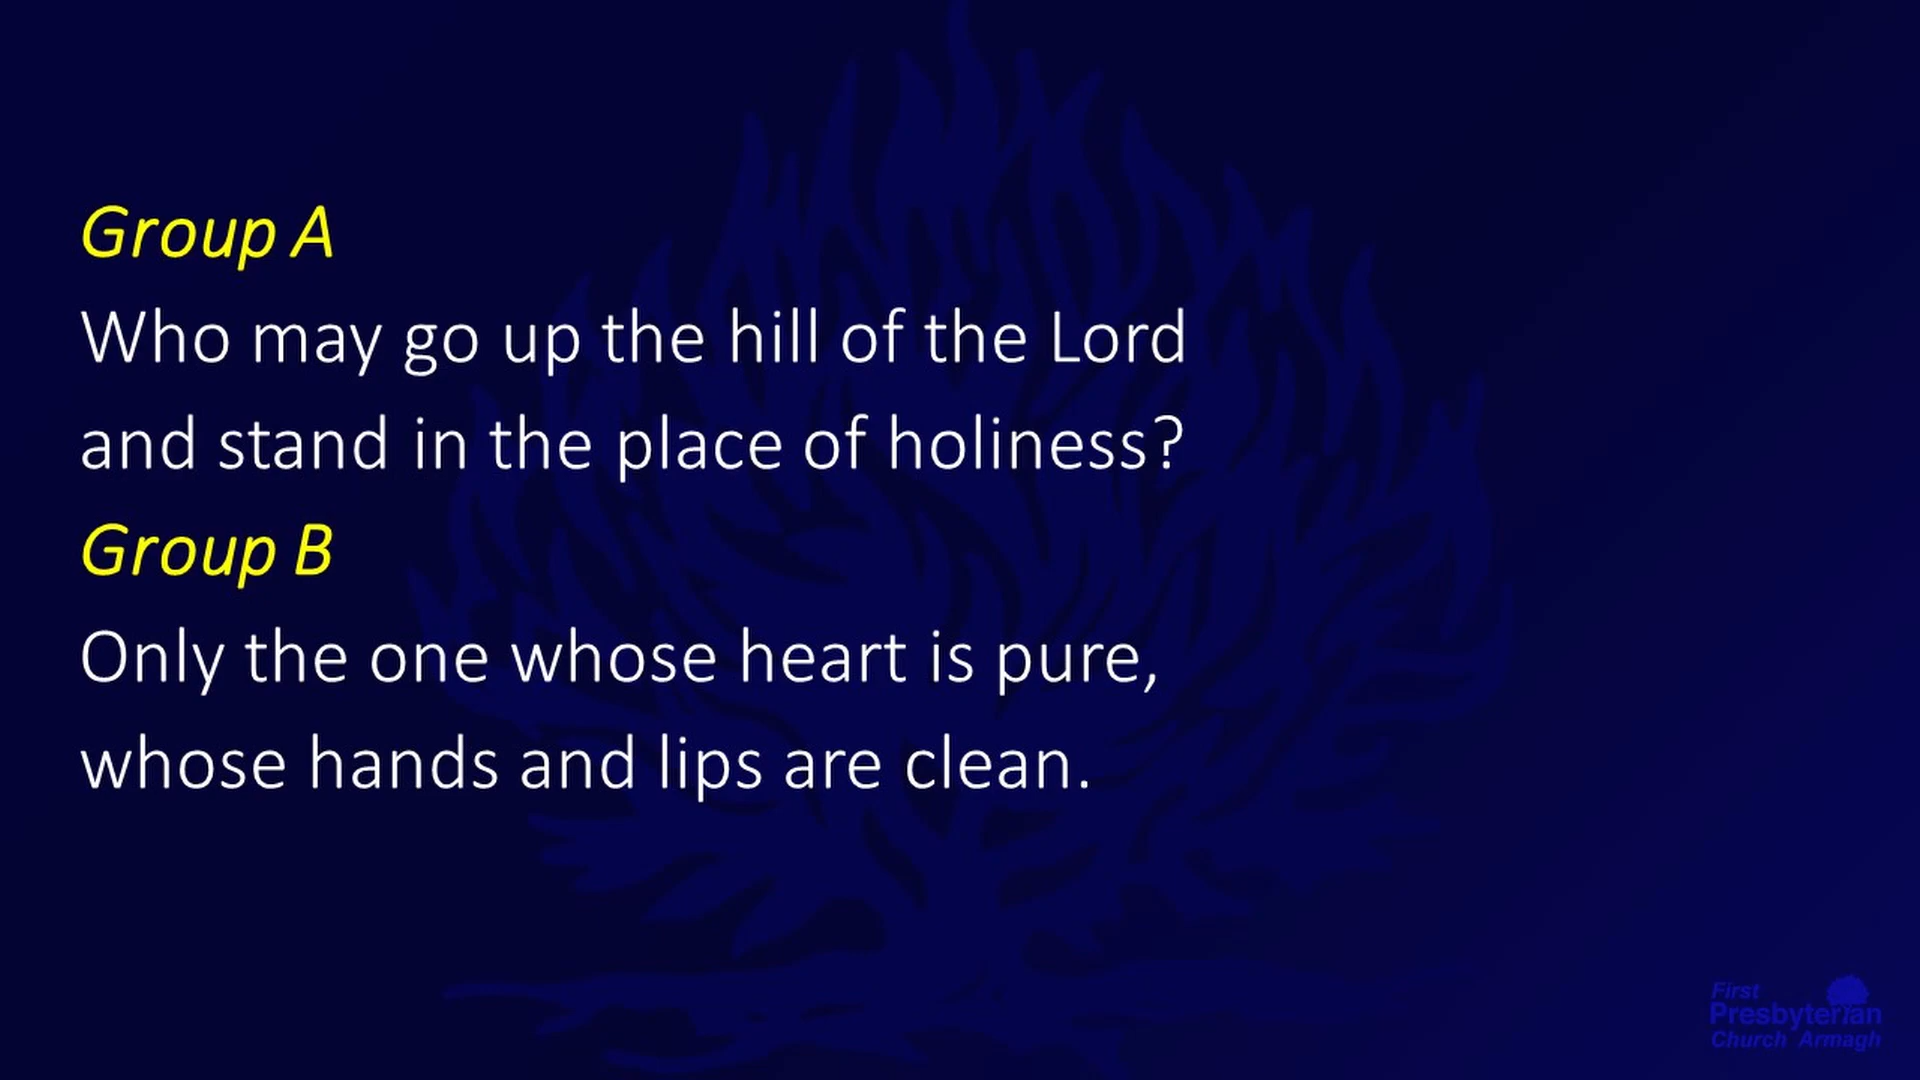 Group A
Who may go up the hill of the Lord
and stand in the place of holiness?
Group B
Only the one whose heart is pure,
whose hands and lips are clean.
First
Presbyterian
Church Armagh